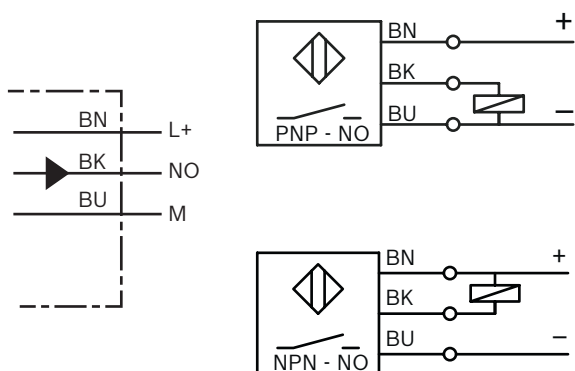 BN L+
BK NO
BU M
BN +
BK
BU −
PNP - NO
BN +
BK
BU −
NPN - NO